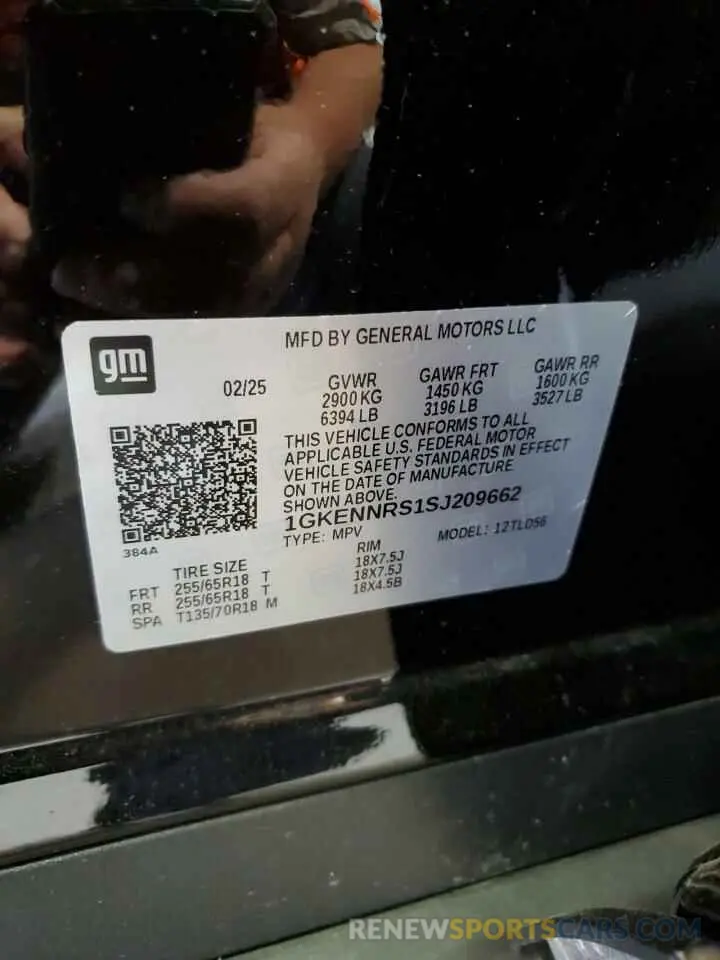 MFD BY GENERAL MOTORS LLC
gm
02/25
GVWR
2900 KG
6394 LB
GAWR FRT
1450 KG
3196 LB
GAWR RR
1600 KG
3527 LB
THIS VEHICLE CONFORMS TO ALL
APPLICABLE U.S. FEDERAL MOTOR
VEHICLE SAFETY STANDARDS IN EFFECT
ON THE DATE OF MANUFACTURE
SHOWN ABOVE.
1GKENNRS1SJ209662
TYPE: MPV
MODEL: 12TLD56
384A
TIRE SIZE
RIM
FRT 255/65R18 T 18X7.5J
RR 255/65R18 T 18X7.5J
SPA T135/70R18 M 18X4.5B
RENEWSPORTSCARS.COM